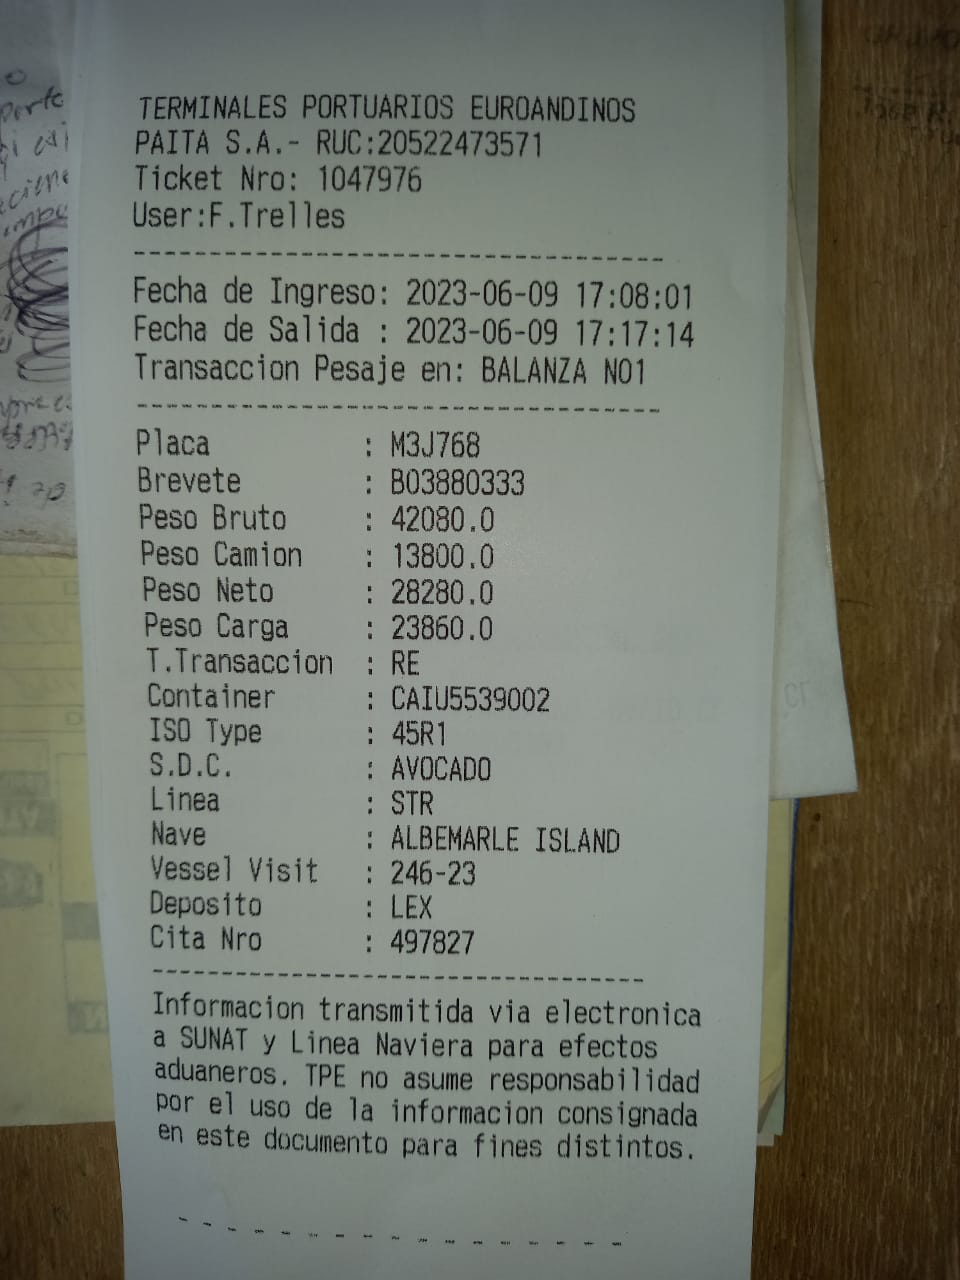 TERMINALES PORTUARIOS EUROANDINOS
PAITA S.A.- RUC:20522473571
Ticket Nro: 1047976
User:F.Trelles
Fecha de Ingreso: 2023-06-09 17:08:01
Fecha de Salida : 2023-06-09 17:17:14
Transaccion Pesaje en: BALANZA NO1
Placa : M3J768
Brevete : B03880333
Peso Bruto : 42080.0
Peso Camion : 13800.0
Peso Neto : 28280.0
Peso Carga : 23860.0
T.Transaccion : RE
Container : CAIU5539002
ISO Type : 45R1
S.D.C. : AVOCADO
Linea : STR
Nave : ALBEMARLE ISLAND
Vessel Visit : 246-23
Deposito : LEX
Cita Nro : 497827
Informacion transmitida via electronica
a SUNAT y Linea Naviera para efectos
aduaneros. TPE no asume responsabilidad
por el uso de la informacion consignada
en este documento para fines distintos.